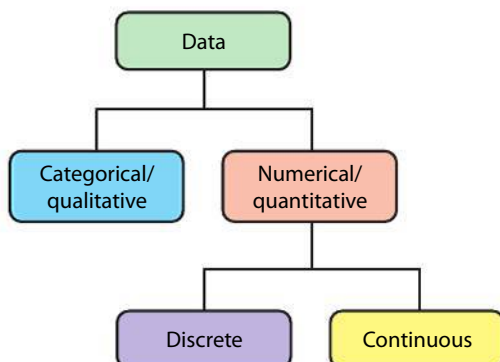 Data
Categorical/
qualitative
Numerical/
quantitative
Discrete
Continuous